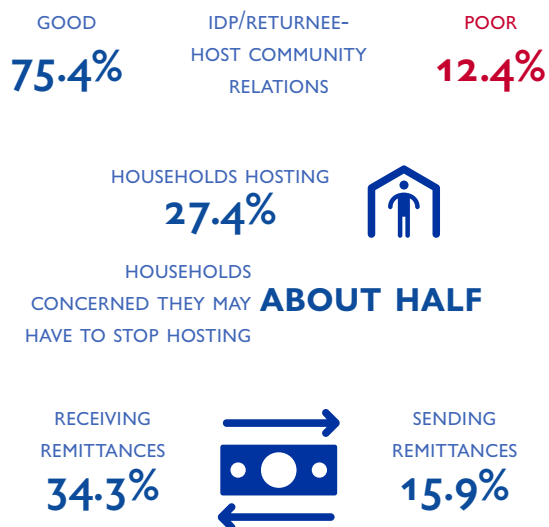 GOOD
75.4%
IDP/RETURNEE-
HOST COMMUNITY
RELATIONS
POOR
12.4%
HOUSEHOLDS HOSTING
27.4%
HOUSEHOLDS
CONCERNED THEY MAY
HAVE TO STOP HOSTING
ABOUT HALF
RECEIVING
REMITTANCES
34.3%
SENDING
REMITTANCES
15.9%